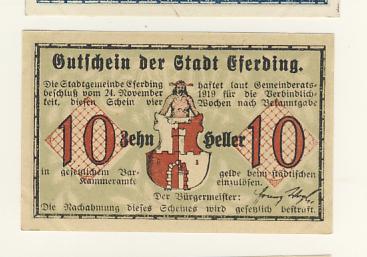 Gutschein der Stadt Eferding.
Die Stadtgemeinde Eferding haftet laut Gemeinderats-
beschluß vom 24. November 1919 für die Verbindlich-
keit, diesen Schein vier Wochen nach Bekanntgabe
10 Zehn Heller 10
in gesetzlichem Bar- gelde beim städtischen
Kammeramte einzulösen.
Der Bürgermeister:
Die Nachahmung dieses Scheines wird gesetzlich bestraft.